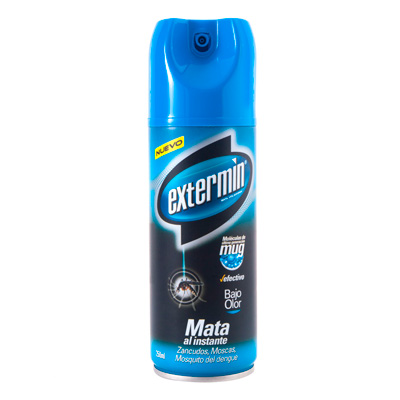 NUEVO
extermin®
Moléculas de
mug
efectivo
Bajo
Olor
Mata
al instante
Zancudos, Moscas,
Mosquito del dengue
250ml